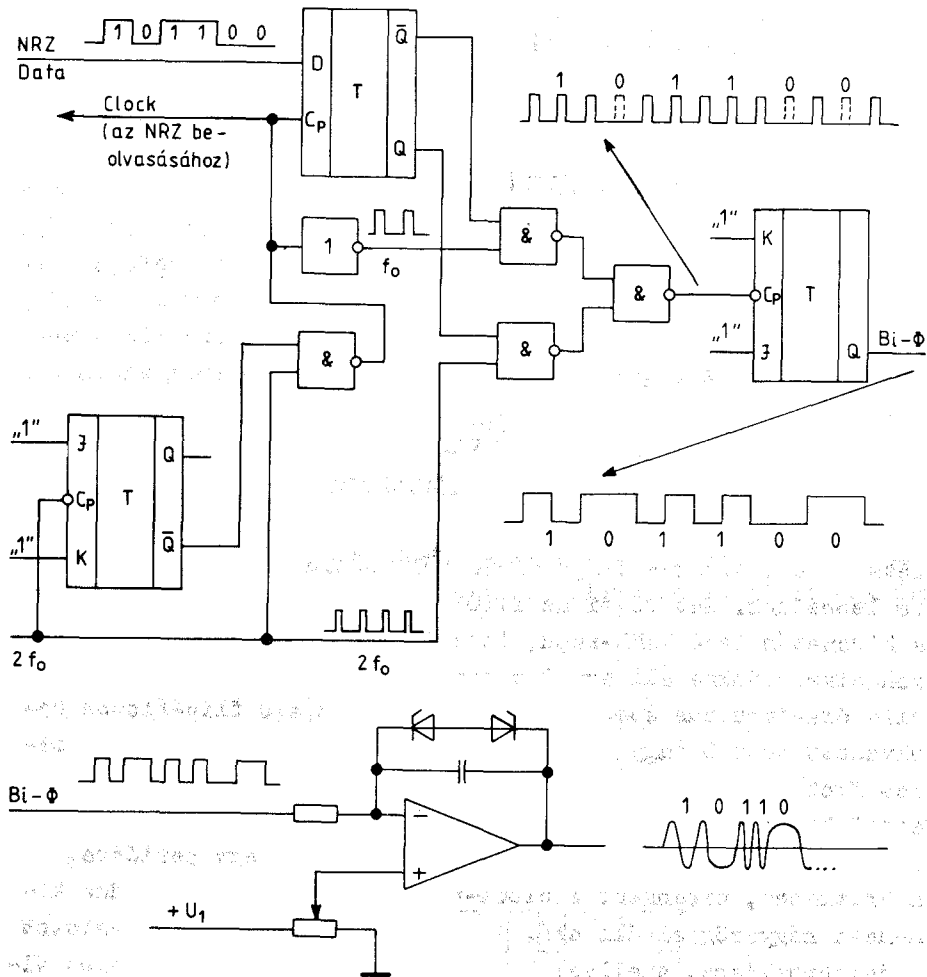 1 0 1 1 0 0
NRZ
Data
D
T
Q̅
Cp
Q
Clock
(az NRZ be-
olvasásához)
1 0 1 1 0 0
1
f₀
&
&
&
&
„1"
K
Cp
T
„1"
J
Q
Bi-Φ
„1"
J
Q
Cp
T
„1"
K
Q̅
1 0 1 1 0 0
2 f₀
2 f₀
Bi-Φ
−
+
+U₁
1 0 1 1 0
....